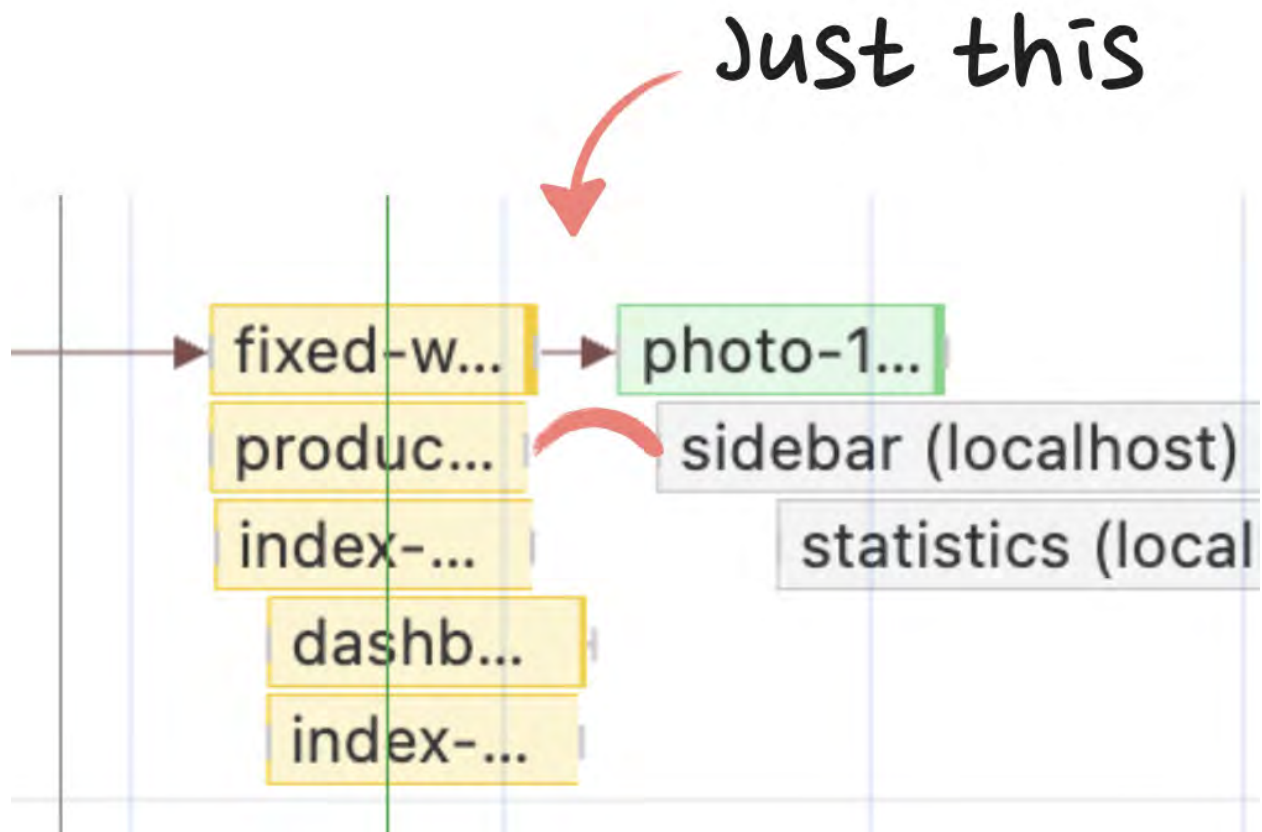 Just this
fixed-w... photo-1...
produc... sidebar (localhost)
index-... statistics (local
dashb...
index-...